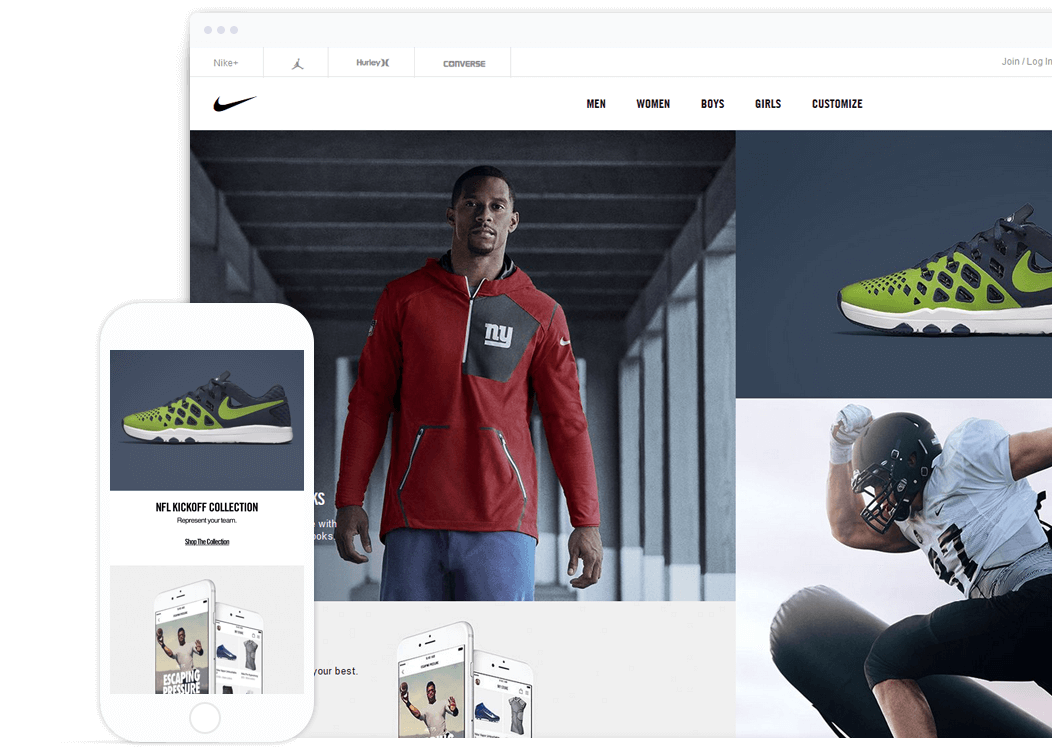 Nike+
Hurley
CONVERSE
Join / Log In
MEN
WOMEN
BOYS
GIRLS
CUSTOMIZE
ny
KS
e with
ooks.
NFL KICKOFF COLLECTION
Represent your team.
Shop The Collection
ESCAPING
PRESSURE
your best.